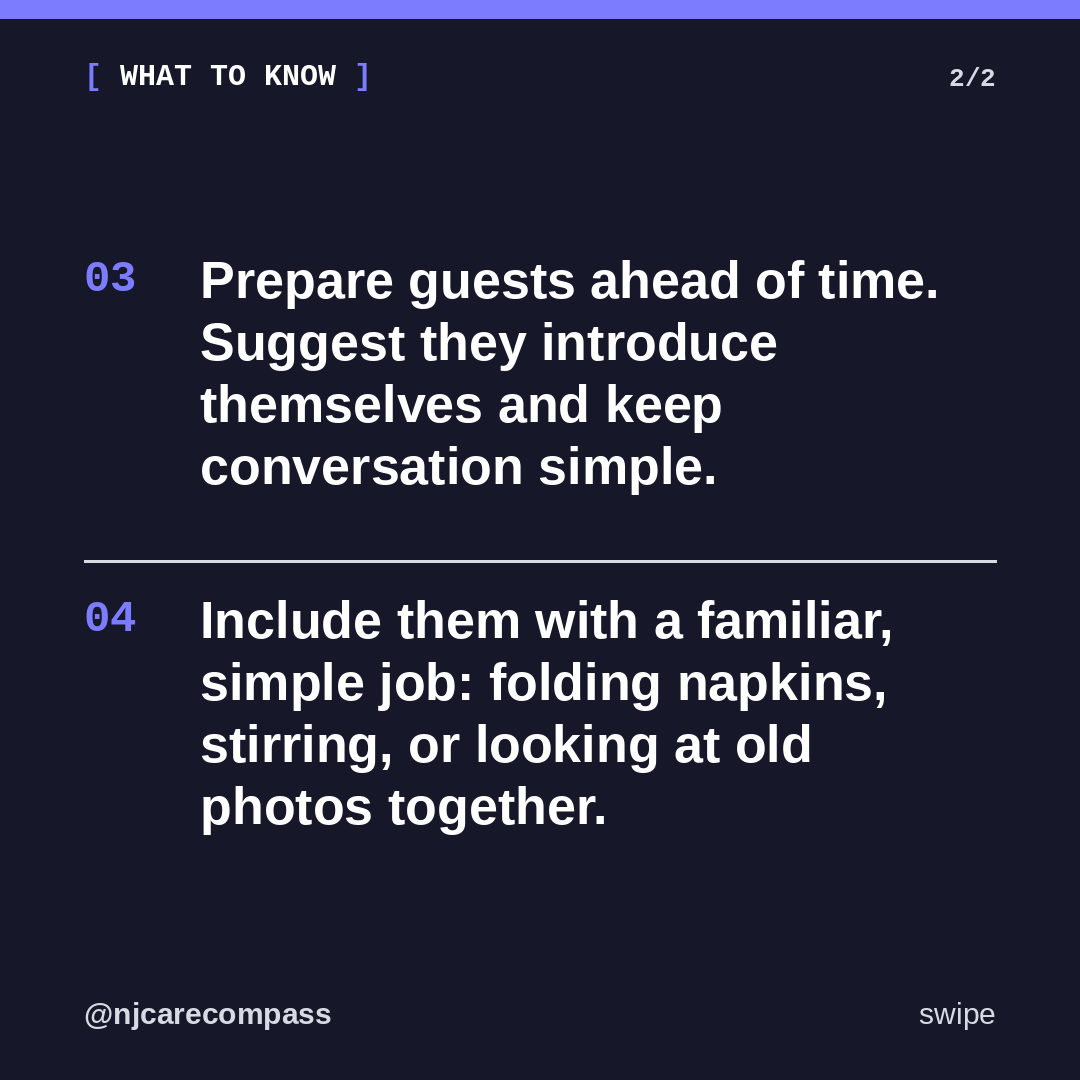 [ WHAT TO KNOW ]
2/2
03
Prepare guests ahead of time.
Suggest they introduce
themselves and keep
conversation simple.
04
Include them with a familiar,
simple job: folding napkins,
stirring, or looking at old
photos together.
@njcarecompass
swipe